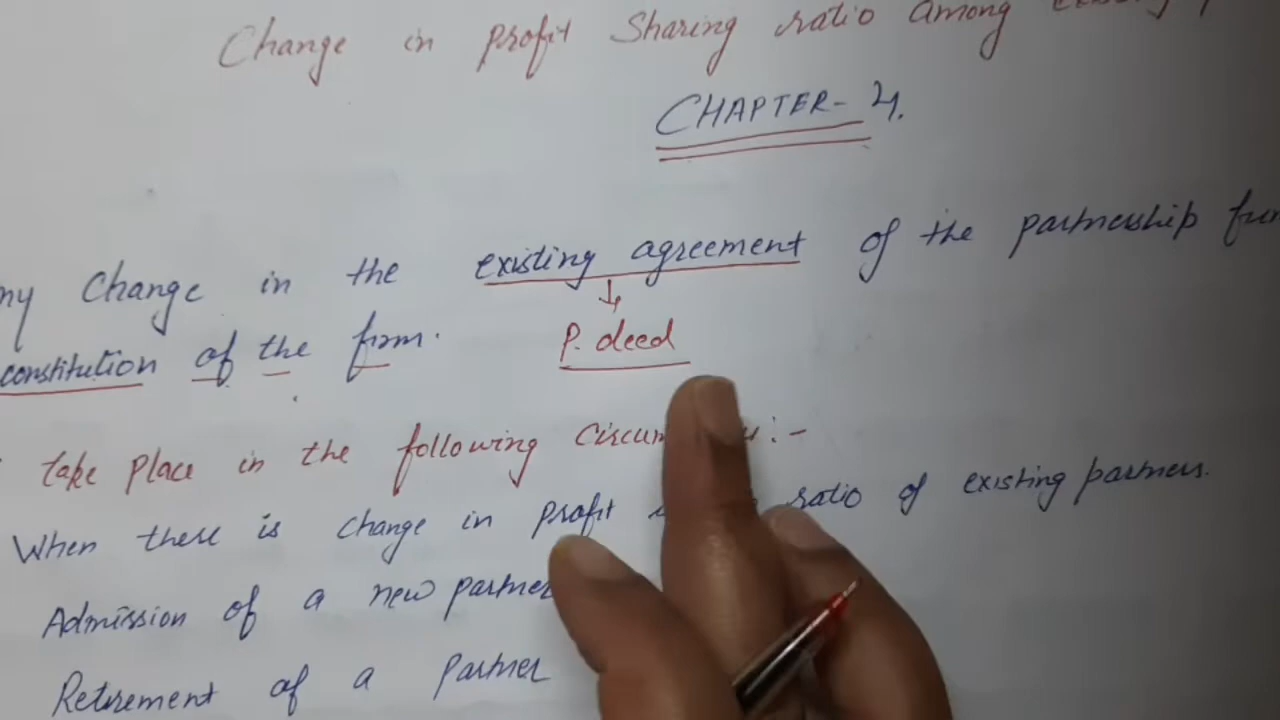 Change in profit Sharing ratio among
CHAPTER- 4.
Change in the existing agreement of the partnership
constitution of the firm.
P. deed
take place in the following :-
When there is change in profit ratio of existing partners.
Admission of a new partner
Retirement of a partner